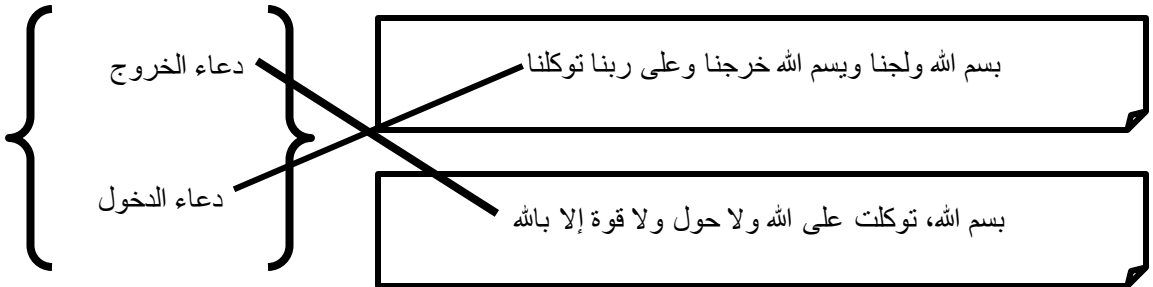 بسم الله ولجنا ويسم الله خرجنا وعلى ربنا توكلنا
دعاء الخروج
بسم الله، توكلت على الله ولا حول ولا قوة إلا بالله
دعاء الدخول